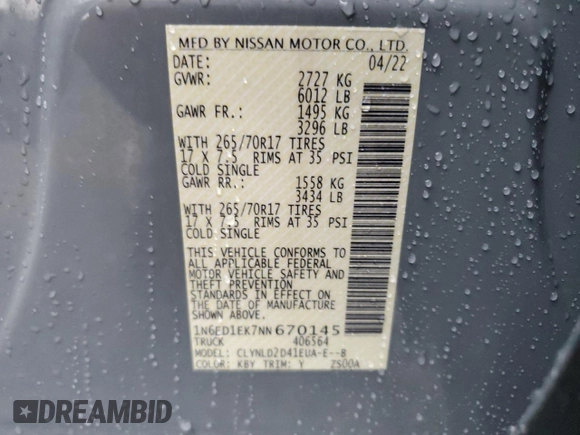 MFD BY NISSAN MOTOR CO., LTD.
DATE: 04/22
GVWR: 2727 KG
6012 LB
GAWR FR.: 1495 KG
3296 LB
WITH 265/70R17 TIRES
17 X 7.5 RIMS AT 35 PSI
COLD SINGLE
GAWR RR.: 1558 KG
3434 LB
WITH 265/70R17 TIRES
17 X 7.5 RIMS AT 35 PSI
COLD SINGLE
THIS VEHICLE CONFORMS TO
ALL APPLICABLE FEDERAL
MOTOR VEHICLE SAFETY AND
THEFT PREVENTION
STANDARDS IN EFFECT ON
THE DATE OF MANUFACTURE
SHOWN ABOVE.
1N6ED1EK7NN670145
TRUCK 406564
MODEL: CLYNLD2D41EUA-E--B
COLOR: KBY TRIM: Y 2S00A
DREAMBID